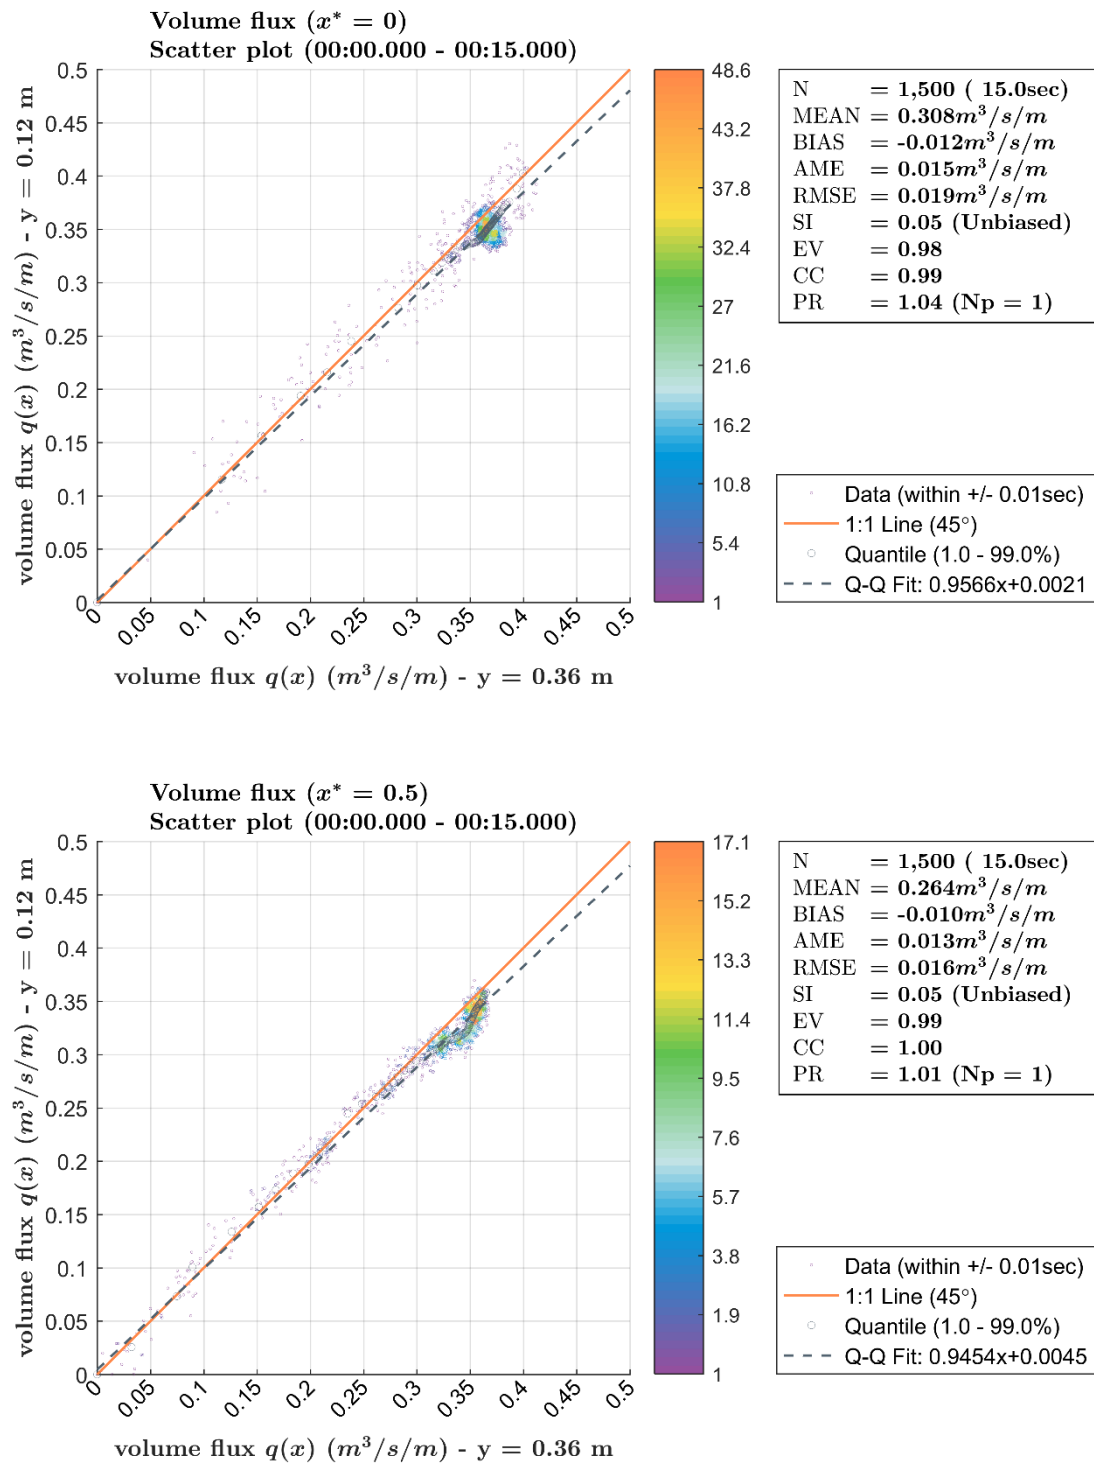 Volume flux (x* = 0)
Scatter plot (00:00.000 - 00:15.000)
volume flux q(x) (m³/s/m) - y = 0.12 m
0.5
0.45
0.4
0.35
0.3
0.25
0.2
0.15
0.1
0.05
0
0
0.05
0.1
0.15
0.2
0.25
0.3
0.35
0.4
0.45
0.5
volume flux q(x) (m³/s/m) - y = 0.36 m
48.6
43.2
37.8
32.4
27
21.6
16.2
10.8
5.4
1
N = 1,500 ( 15.0sec)
MEAN = 0.308m³/s/m
BIAS = -0.012m³/s/m
AME = 0.015m³/s/m
RMSE = 0.019m³/s/m
SI = 0.05 (Unbiased)
EV = 0.98
CC = 0.99
PR = 1.04 (Np = 1)
Data (within +/- 0.01sec)
1:1 Line (45°)
Quantile (1.0 - 99.0%)
Q-Q Fit: 0.9566x+0.0021
Volume flux (x* = 0.5)
Scatter plot (00:00.000 - 00:15.000)
volume flux q(x) (m³/s/m) - y = 0.12 m
0.5
0.45
0.4
0.35
0.3
0.25
0.2
0.15
0.1
0.05
0
0
0.05
0.1
0.15
0.2
0.25
0.3
0.35
0.4
0.45
0.5
volume flux q(x) (m³/s/m) - y = 0.36 m
17.1
15.2
13.3
11.4
9.5
7.6
5.7
3.8
1.9
1
N = 1,500 ( 15.0sec)
MEAN = 0.264m³/s/m
BIAS = -0.010m³/s/m
AME = 0.013m³/s/m
RMSE = 0.016m³/s/m
SI = 0.05 (Unbiased)
EV = 0.99
CC = 1.00
PR = 1.01 (Np = 1)
Data (within +/- 0.01sec)
1:1 Line (45°)
Quantile (1.0 - 99.0%)
Q-Q Fit: 0.9454x+0.0045